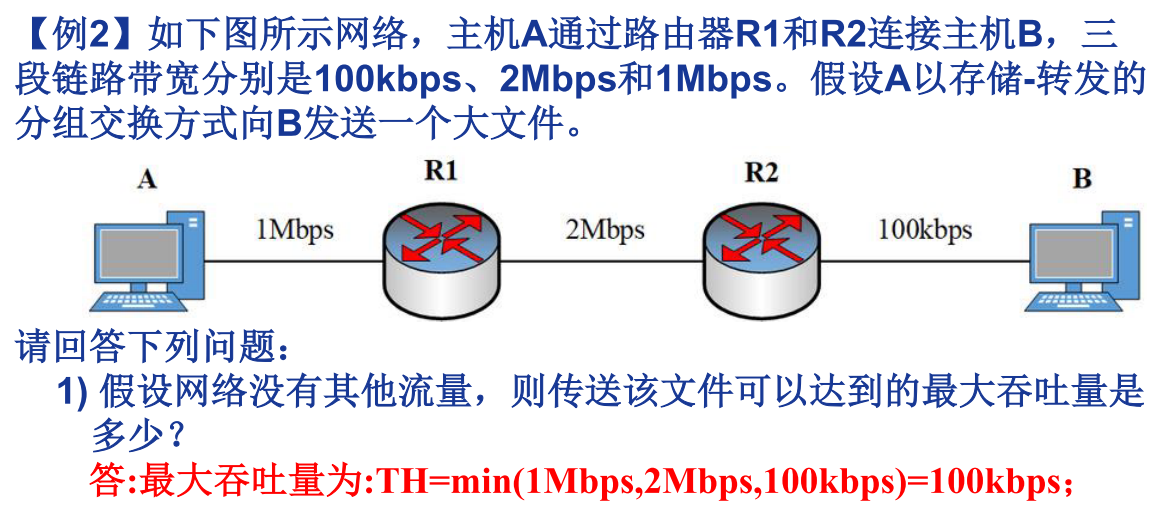 【例2】如下图所示网络，主机A通过路由器R1和R2连接主机B，三
段链路带宽分别是100kbps、2Mbps和1Mbps。假设A以存储-转发的
分组交换方式向B发送一个大文件。
A R1 R2 B
1Mbps 2Mbps 100kbps
请回答下列问题：
1) 假设网络没有其他流量，则传送该文件可以达到的最大吞吐量是
多少？
答:最大吞吐量为:TH=min(1Mbps,2Mbps,100kbps)=100kbps；